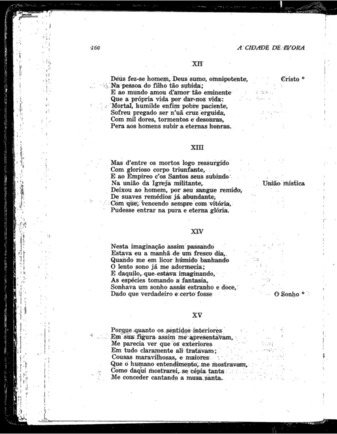 160
A CIDADE DE ÉVORA
XII
Deus fez-se homem, Deus sumo, omnipotente,
Cristo *
Na pessoa do filho tão subida;
E ao mundo amou d'amor tão eminente
Que a própria vida per dar-nos vida:
Mortal, humilde enfim pobre paciente,
Sofreu pregado ser n'uã cruz erguida,
Com mil dores, tormentos e desonras,
Pera aos homens subir a eternas honras.
XIII
Mas d'entre os mortos logo ressurgido
Com glorioso corpo triunfante,
E ao Empireo c'os Santos seus subindo
Na união da Igreja militante,
União mística
Deixou ao homem, por seu sangue remido,
De suaves remédios já abundante,
Com que, vencendo sempre com vitória,
Pudesse entrar na pura e eterna glória.
XIV
Nesta imaginação assim passando
Estava eu a manhã de um fresco dia,
Quando me em licor húmido banhando
O lento sono já me adormecia;
E daquilo, que estava imaginando,
As espécies tomando a fantasia,
Sonhava um sonho assás estranho e doce,
Dado que verdadeiro e certo fosse
O Sonho *
XV
Porque quanto os sentidos interiores
Em sua figura assim me apresentavam,
Me parecia ver que os exteriores
Em tudo claramente ali tratavam;
Cousas maravilhosas, e maiores
Que o humano entendimento, me mostravam,
Como daqui mostrarei, se cópia tanta
Me conceder cantando a musa santa.